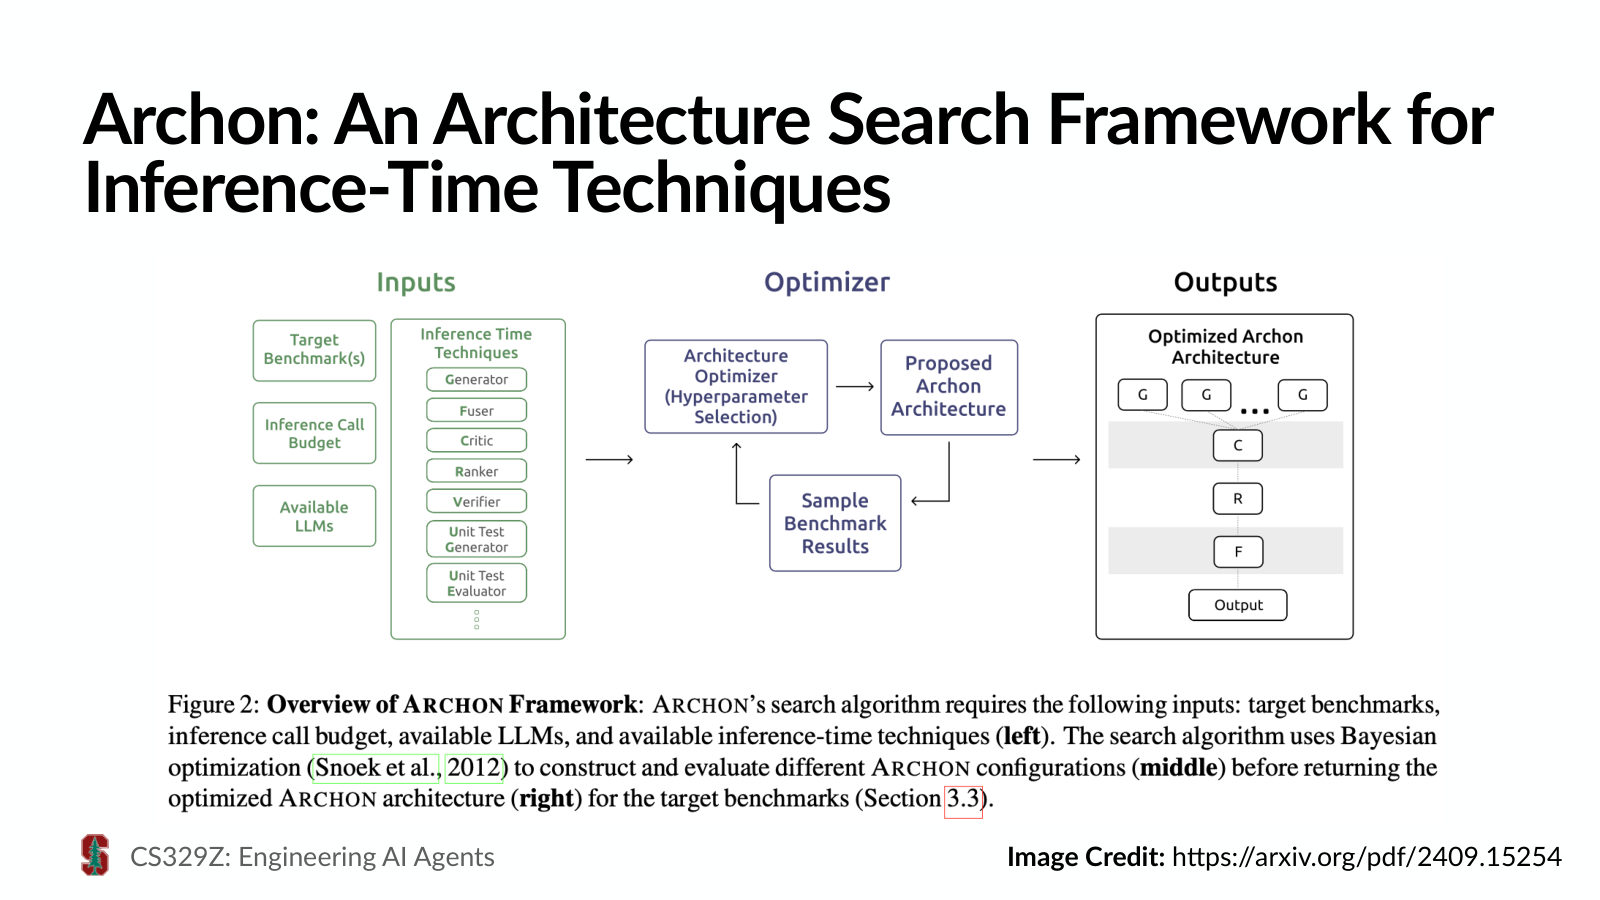 Archon: An Architecture Search Framework for
Inference-Time Techniques
Inputs
Target
Benchmark(s)
Inference Call
Budget
Available
LLMs
Inference Time
Techniques
Generator
Fuser
Critic
Ranker
Verifier
Unit Test
Generator
Unit Test
Evaluator
Optimizer
Architecture
Optimizer
(Hyperparameter
Selection)
Proposed
Archon
Architecture
Sample
Benchmark
Results
Outputs
Optimized Archon
Architecture
G
G
...
G
C
R
F
Output
Figure 2: Overview of ARCHON Framework: ARCHON's search algorithm requires the following inputs: target benchmarks,
inference call budget, available LLMs, and available inference-time techniques (left). The search algorithm uses Bayesian
optimization (Snoek et al., 2012) to construct and evaluate different ARCHON configurations (middle) before returning the
optimized ARCHON architecture (right) for the target benchmarks (Section 3.3).
S
CS329Z: Engineering AI Agents
Image Credit: https://arxiv.org/pdf/2409.15254